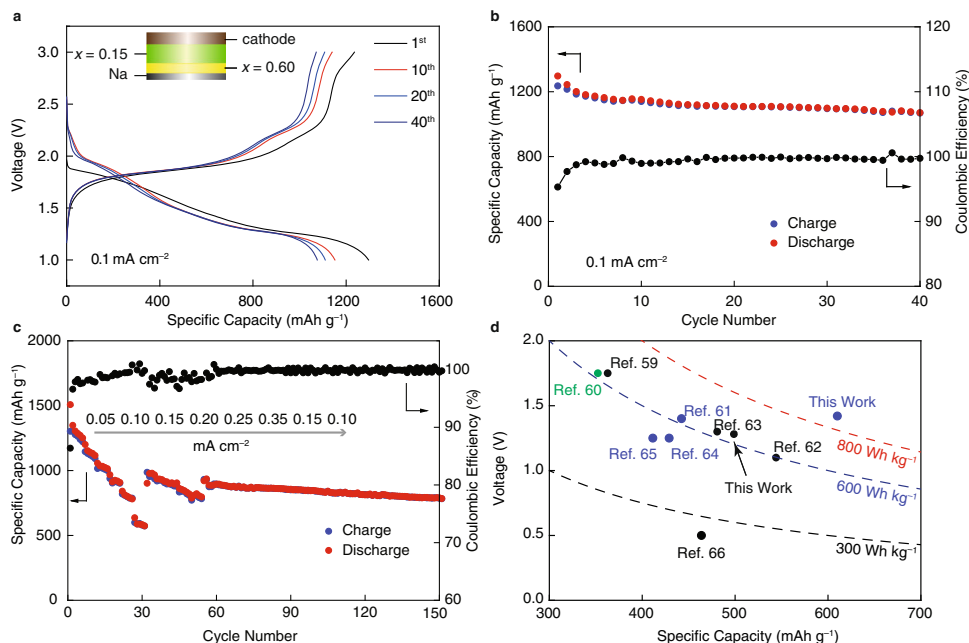 a
cathode
x = 0.15
Na
x = 0.60
1st
10th
20th
40th
3.0
2.5
2.0
1.5
1.0
Voltage (V)
0.1 mA cm–2
0 400 800 1200 1600
Specific Capacity (mAh g–1)
b
1600
1200
800
400
0
Specific Capacity (mAh g–1)
120
110
100
90
80
Coulombic Efficiency (%)
Charge
Discharge
0.1 mA cm–2
0 10 20 30 40
Cycle Number
c
2000
1500
1000
500
0
Specific Capacity (mAh g–1)
100
90
80
70
60
Coulombic Efficiency (%)
0.05 0.10 0.15 0.20 0.25 0.35 0.15 0.10
mA cm–2
Charge
Discharge
0 30 60 90 120 150
Cycle Number
d
2.0
1.5
1.0
0.5
0
Voltage (V)
Ref. 59
Ref. 60
Ref. 61
This Work
Ref. 63
Ref. 65
Ref. 64
Ref. 62
800 Wh kg–1
This Work
600 Wh kg–1
Ref. 66
300 Wh kg–1
300 400 500 600 700
Specific Capacity (mAh g–1)